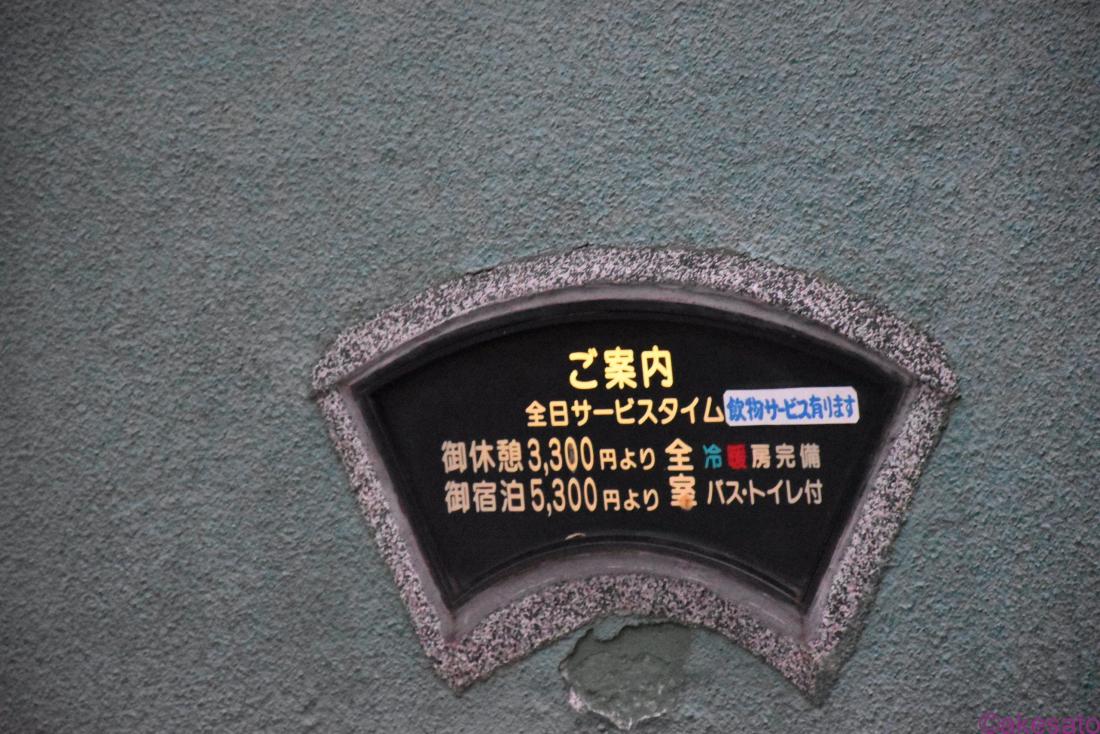 ご案内
全日サービスタイム 飲物サービス有ります
御休憩3,300円より 全室 冷暖房完備
御宿泊5,300円より バス・トイレ付
©akesato